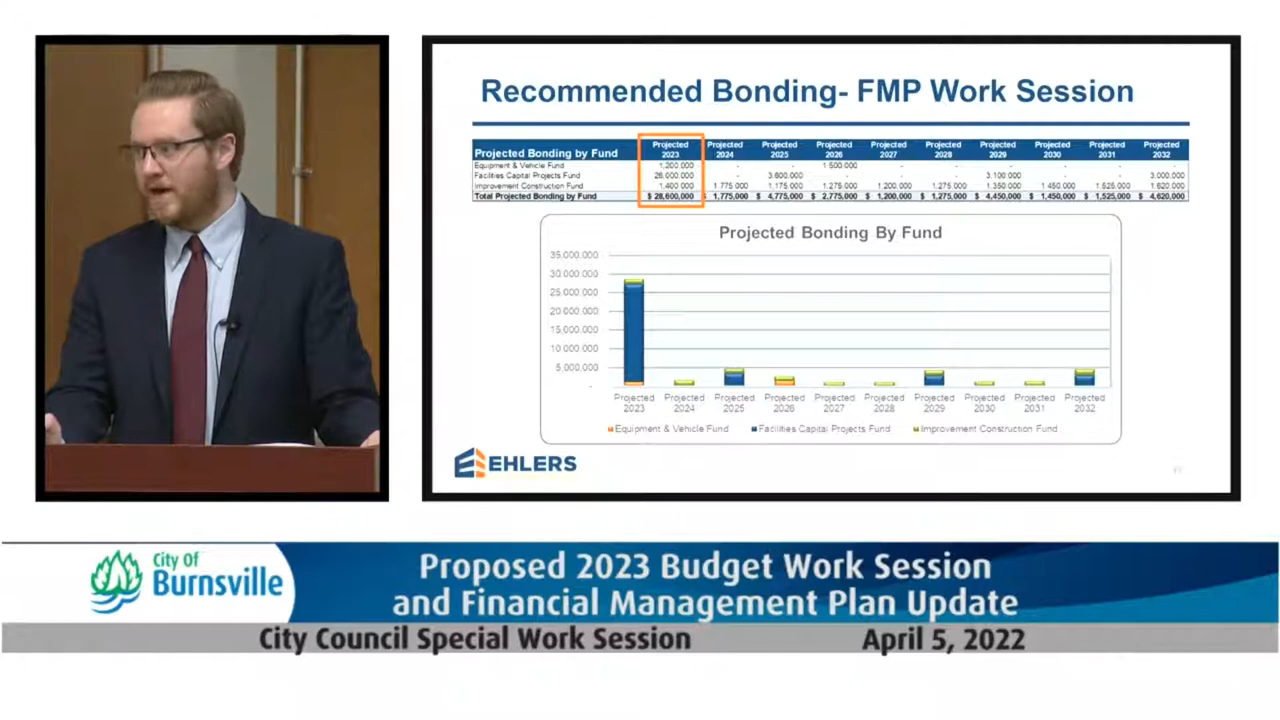 Recommended Bonding- FMP Work Session
Projected Bonding by Fund Projected 2023 Projected 2024 Projected 2025 Projected 2026 Projected 2027 Projected 2028 Projected 2029 Projected 2030 Projected 2031 Projected 2032
Equipment & Vehicle Fund 1,200,000 - - 1,500,000 - - - - - -
Facilities Capital Projects Fund 26,000,000 - 3,600,000 - - - 3,100,000 - - 3,000,000
Improvement Construction Fund 1,400,000 1,775,000 1,175,000 1,275,000 1,200,000 1,275,000 1,350,000 1,450,000 1,525,000 1,620,000
Total Projected Bonding by Fund $ 28,600,000 $ 1,775,000 $ 4,775,000 $ 2,775,000 $ 1,200,000 $ 1,275,000 $ 4,450,000 $ 1,450,000 $ 1,525,000 $ 4,620,000
Projected Bonding By Fund
35,000,000
30,000,000
25,000,000
20,000,000
15,000,000
10,000,000
5,000,000
-
Projected Projected Projected Projected Projected Projected Projected Projected Projected Projected
2023 2024 2025 2026 2027 2028 2029 2030 2031 2032
Equipment & Vehicle Fund Facilities Capital Projects Fund Improvement Construction Fund
EHLERS
City Of
Burnsville
Proposed 2023 Budget Work Session
and Financial Management Plan Update
City Council Special Work Session April 5, 2022